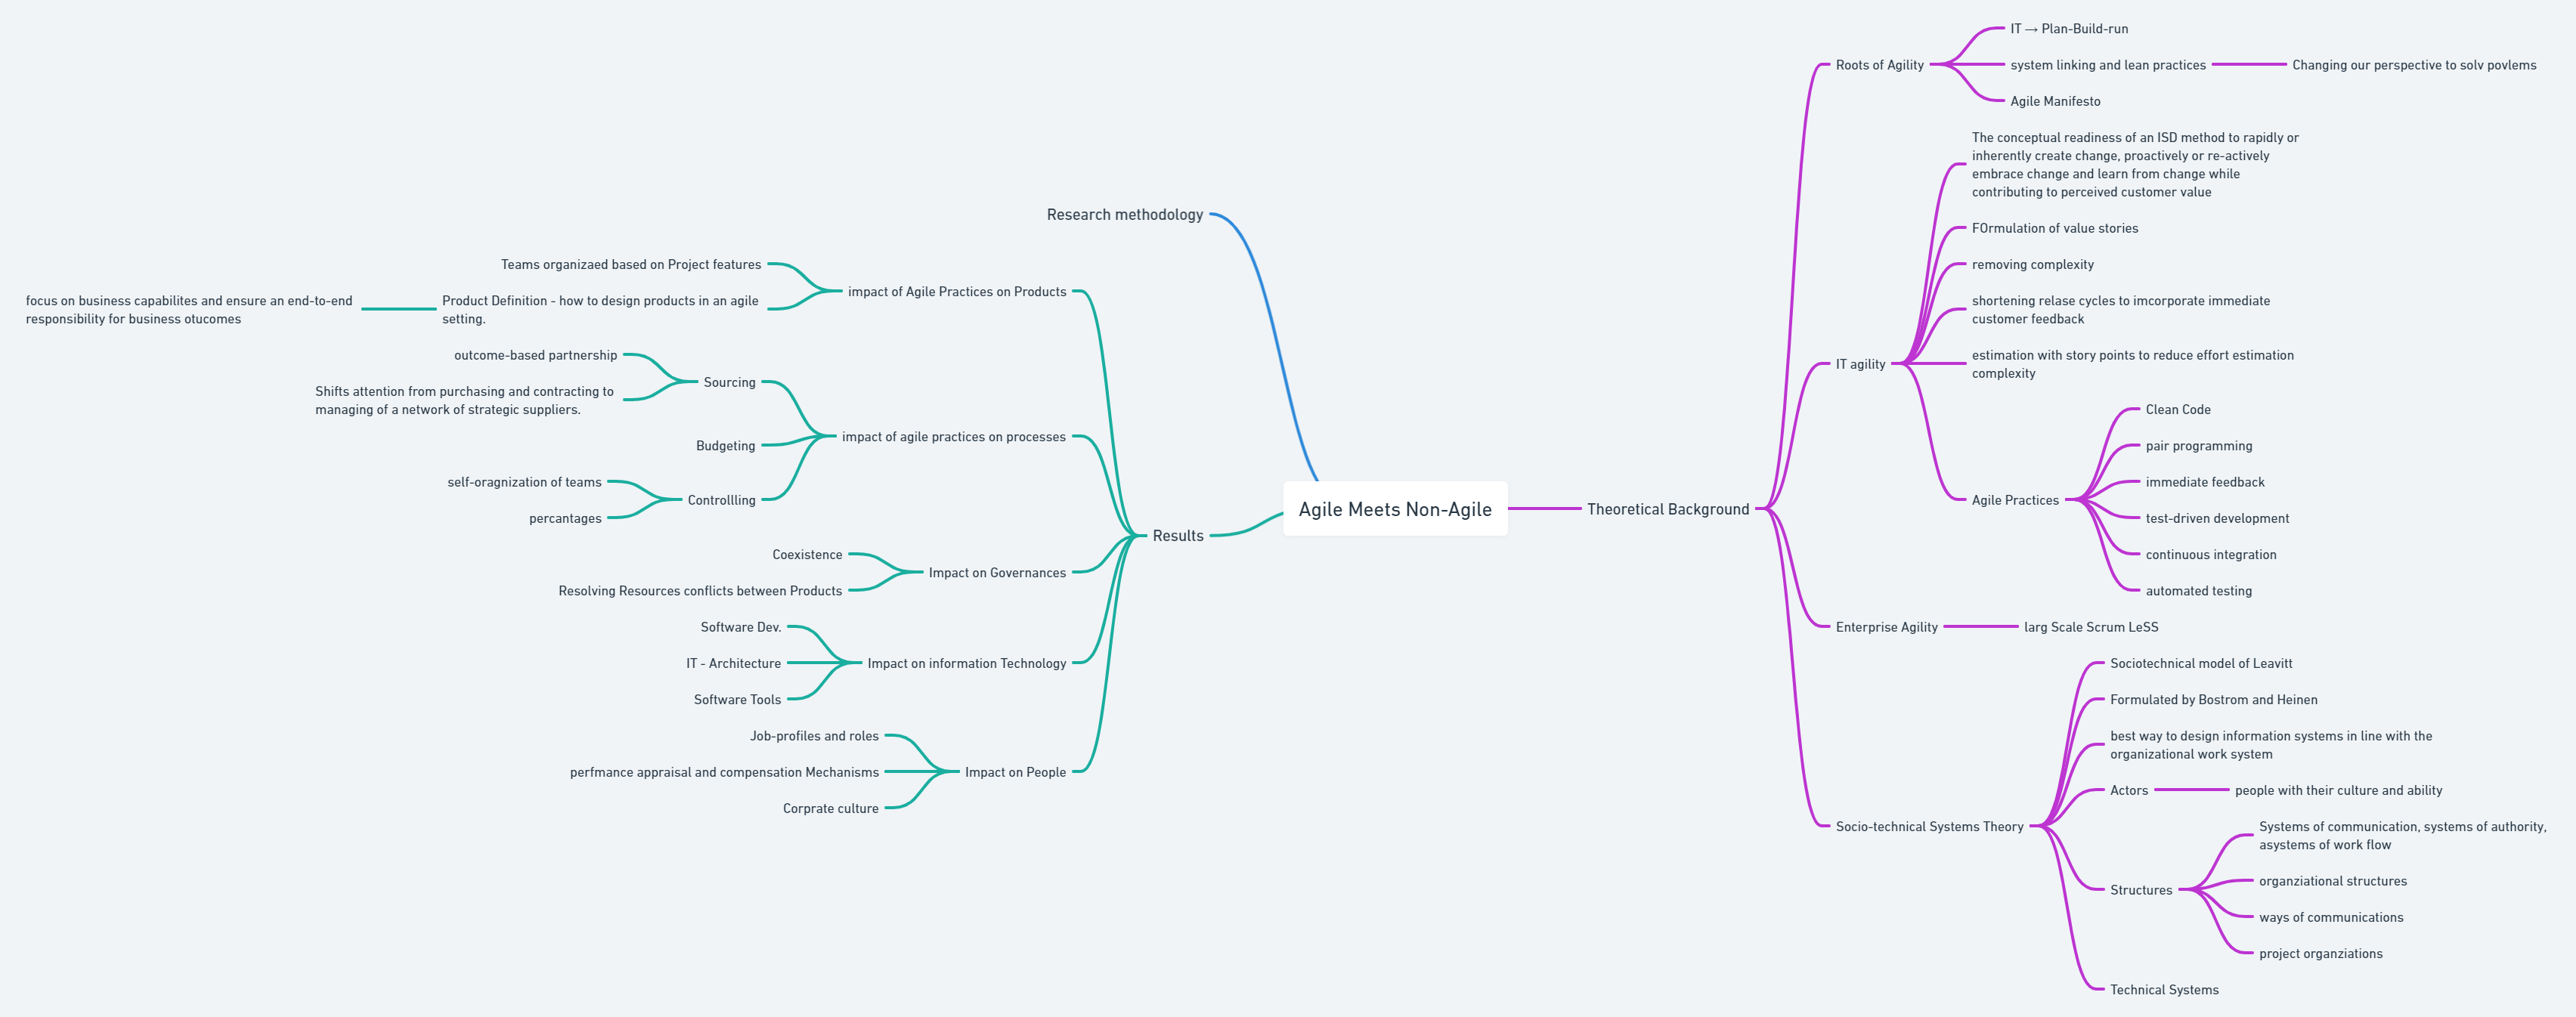 Agile Meets Non-Agile
Theoretical Background
Roots of Agility
IT → Plan-Build-run
system linking and lean practices
Changing our perspective to solv povlems
Agile Manifesto
IT agility
The conceptual readiness of an ISD method to rapidly or
inherently create change, proactively or re-actively
embrace change and learn from change while
contributing to perceived customer value
FOrmulation of value stories
removing complexity
shortening relase cycles to imcorporate immediate
customer feedback
estimation with story points to reduce effort estimation
complexity
Agile Practices
Clean Code
pair programming
immediate feedback
test-driven development
continuous integration
automated testing
Enterprise Agility
larg Scale Scrum LeSS
Socio-technical Systems Theory
Sociotechnical model of Leavitt
Formulated by Bostrom and Heinen
best way to design information systems in line with the
organizational work system
Actors
people with their culture and ability
Structures
Systems of communication, systems of authority,
asystems of work flow
organziational structures
ways of communications
project organziations
Technical Systems
Research methodology
Results
impact of Agile Practices on Products
Teams organizaed based on Project features
Product Definition - how to design products in an agile
setting.
focus on business capabilites and ensure an end-to-end
responsibility for business otucomes
impact of agile practices on processes
Sourcing
outcome-based partnership
Shifts attention from purchasing and contracting to
managing of a network of strategic suppliers.
Budgeting
Controllling
self-oragnization of teams
percantages
Impact on Governances
Coexistence
Resolving Resources conflicts between Products
Impact on information Technology
Software Dev.
IT - Architecture
Software Tools
Impact on People
Job-profiles and roles
perfmance appraisal and compensation Mechanisms
Corprate culture